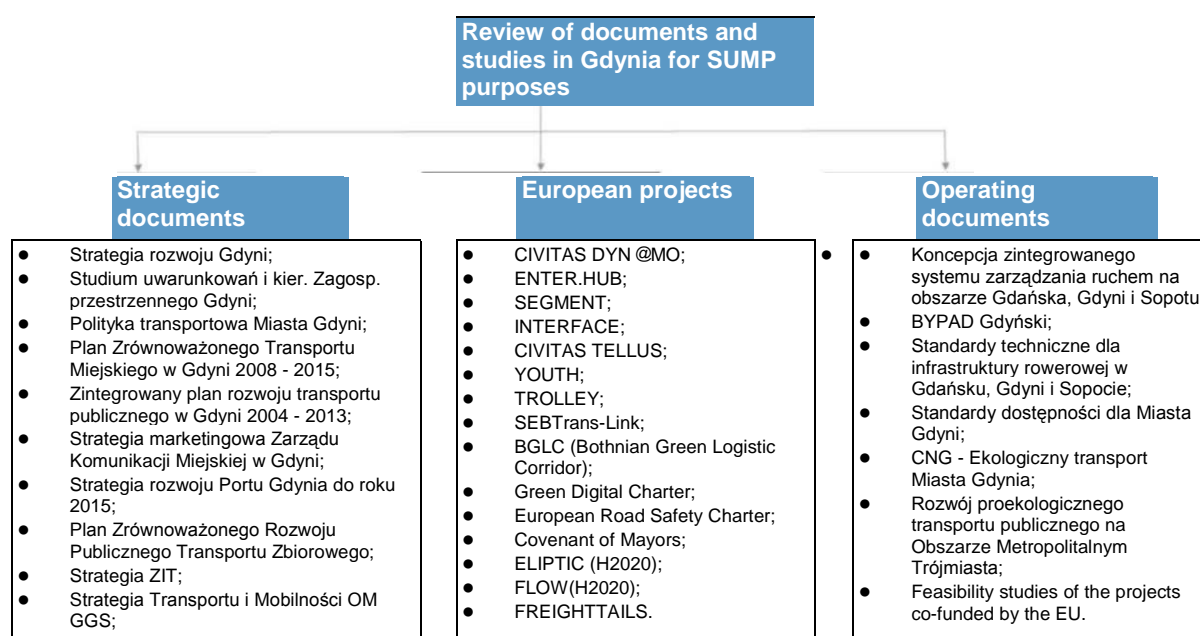 Review of documents and
studies in Gdynia for SUMP
purposes
Strategic
documents
● Strategia rozwoju Gdyni;
● Studium uwarunkowań i kier. Zagosp.
przestrzennego Gdyni;
● Polityka transportowa Miasta Gdyni;
● Plan Zrównoważonego Transportu
Miejskiego w Gdyni 2008 - 2015;
● Zintegrowany plan rozwoju transportu
publicznego w Gdyni 2004 - 2013;
● Strategia marketingowa Zarządu
Komunikacji Miejskiej w Gdyni;
● Strategia rozwoju Portu Gdynia do roku
2015;
● Plan Zrównoważonego Rozwoju
Publicznego Transportu Zbiorowego;
● Strategia ZIT;
● Strategia Transportu i Mobilności OM
GGS;
European projects
● CIVITAS DYN @MO;
● ENTER.HUB;
● SEGMENT;
● INTERFACE;
● CIVITAS TELLUS;
● YOUTH;
● TROLLEY;
● SEBTrans-Link;
● BGLC (Bothnian Green Logistic
Corridor);
● Green Digital Charter;
● European Road Safety Charter;
● Covenant of Mayors;
● ELIPTIC (H2020);
● FLOW(H2020);
● FREIGHTTAILS.
Operating
documents
● ● Koncepcja zintegrowanego
systemu zarządzania ruchem na
obszarze Gdańska, Gdyni i Sopotu
● BYPAD Gdyński;
● Standardy techniczne dla
infrastruktury rowerowej w
Gdańsku, Gdyni i Sopocie;
● Standardy dostępności dla Miasta
Gdyni;
● CNG - Ekologiczny transport
Miasta Gdynia;
● Rozwój proekologicznego
transportu publicznego na
Obszarze Metropolitalnym
Trójmiasta;
● Feasibility studies of the projects
co-funded by the EU.